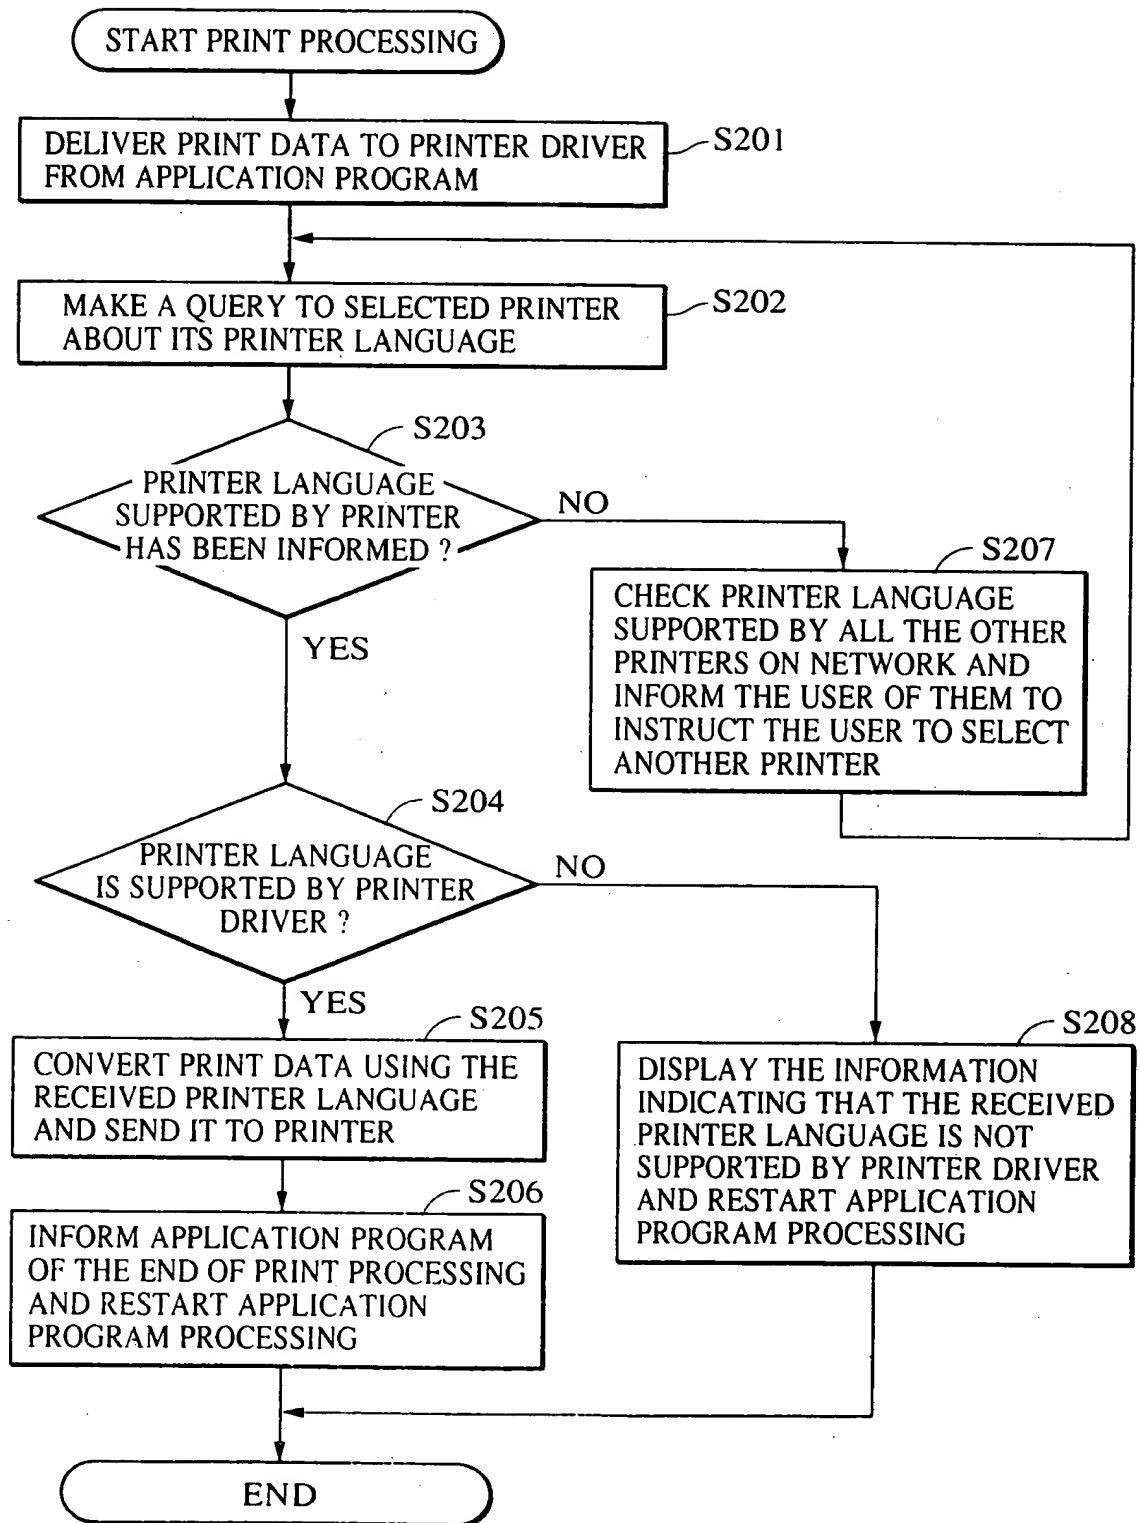 START PRINT PROCESSING
DELIVER PRINT DATA TO PRINTER DRIVER
FROM APPLICATION PROGRAM
S201
MAKE A QUERY TO SELECTED PRINTER
ABOUT ITS PRINTER LANGUAGE
S202
S203
PRINTER LANGUAGE
SUPPORTED BY PRINTER
HAS BEEN INFORMED ?
NO
YES
S207
CHECK PRINTER LANGUAGE
SUPPORTED BY ALL THE OTHER
PRINTERS ON NETWORK AND
INFORM THE USER OF THEM TO
INSTRUCT THE USER TO SELECT
ANOTHER PRINTER
S204
PRINTER LANGUAGE
IS SUPPORTED BY PRINTER
DRIVER ?
NO
YES
S205
CONVERT PRINT DATA USING THE
RECEIVED PRINTER LANGUAGE
AND SEND IT TO PRINTER
S206
INFORM APPLICATION PROGRAM
OF THE END OF PRINT PROCESSING
AND RESTART APPLICATION
PROGRAM PROCESSING
S208
DISPLAY THE INFORMATION
INDICATING THAT THE RECEIVED
PRINTER LANGUAGE IS NOT
SUPPORTED BY PRINTER DRIVER
AND RESTART APPLICATION
PROGRAM PROCESSING
END